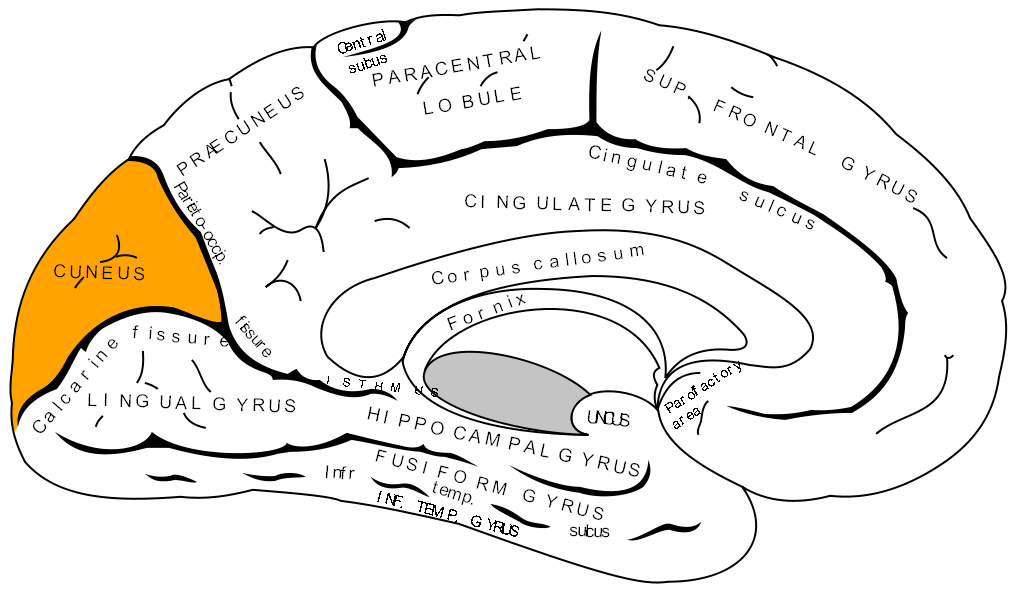 Central
sulcus
PARACENTRAL
LOBULE
SUP. FRONTAL GYRUS
PRÆCUNEUS
Cingulate sulcus
Parieto-occip.
fissure
CINGULATE GYRUS
CUNEUS
Corpus callosum
Fornix
Calcarine fissure
ISTHMUS
Parolfactory
area
LINGUAL GYRUS
HIPPOCAMPAL GYRUS
UNCUS
FUSIFORM GYRUS
Infr temp. sulcus
INF. TEMP. GYRUS